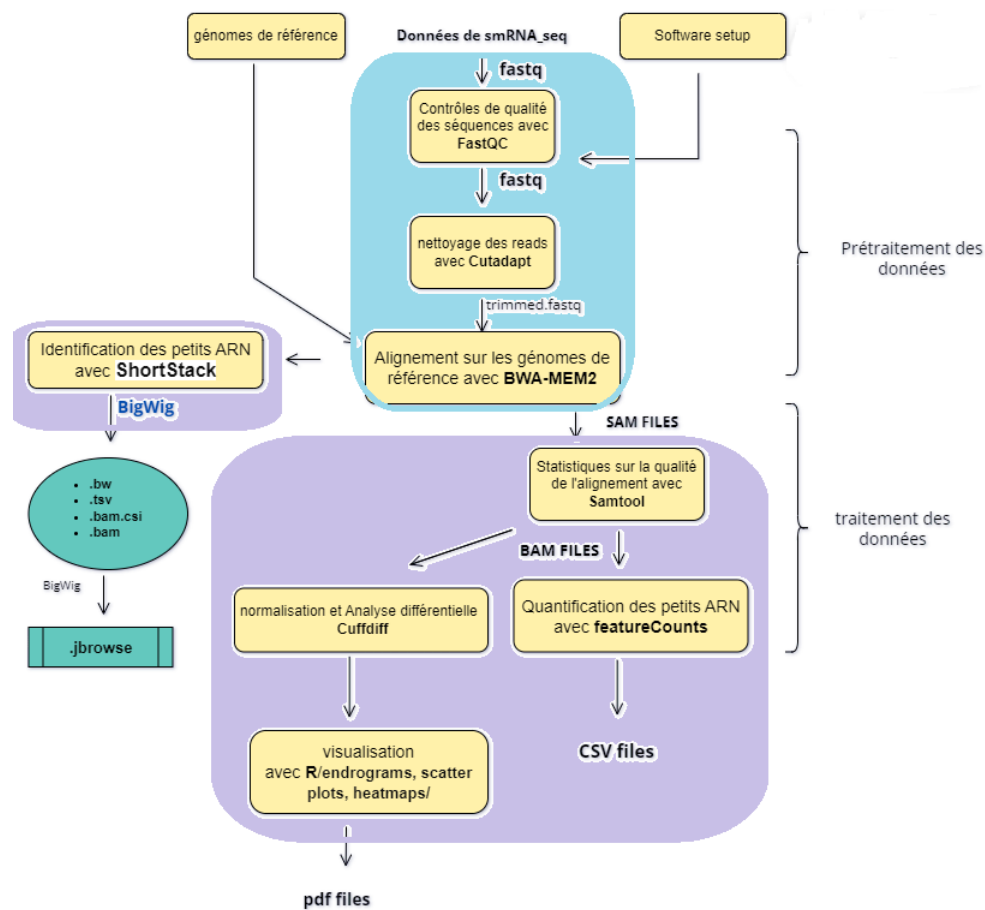 génomes de référence
Données de smRNA_seq
Software setup
fastq
Contrôles de qualité
des séquences avec
FastQC
fastq
nettoyage des reads
avec Cutadapt
trimmed.fastq
Prétraitement des
données
Identification des petits ARN
avec ShortStack
Alignement sur les génomes de
référence avec BWA-MEM2
BigWig
SAM FILES
.bw
.tsv
.bam.csi
.bam
Statistiques sur la qualité
de l'alignement avec
Samtool
traitement des
données
BAM FILES
BigWig
normalisation et Analyse différentielle
Cuffdiff
Quantification des petits ARN
avec featureCounts
.jbrowse
visualisation
avec R/endrograms, scatter
plots, heatmaps/
CSV files
pdf files